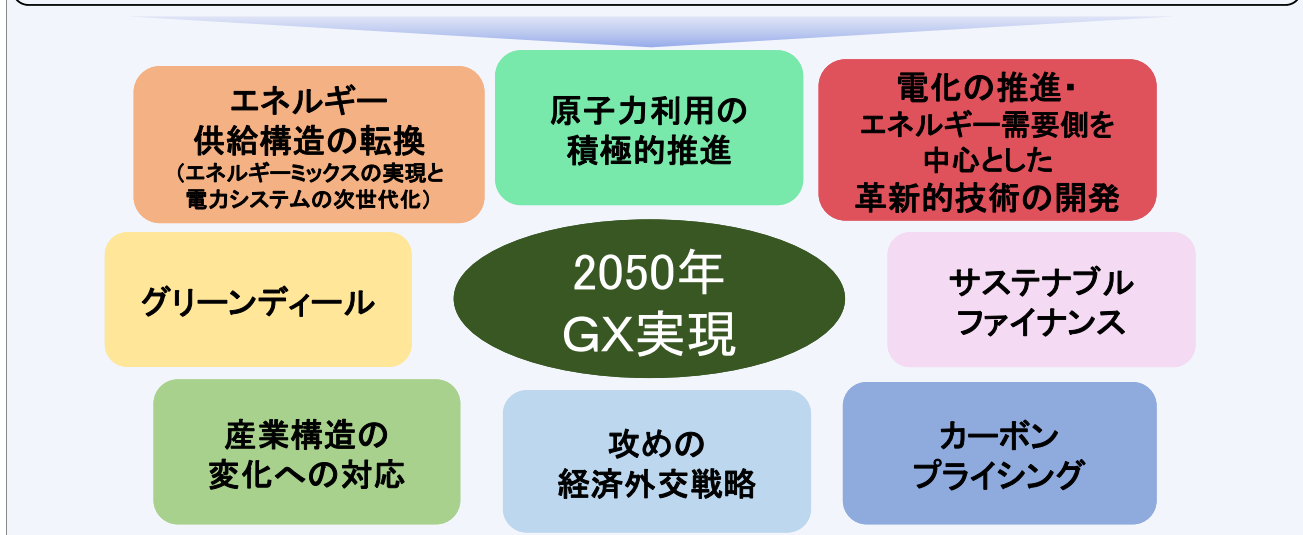 エネルギー
供給構造の転換
（エネルギーミックスの実現と
電力システムの次世代化）
原子力利用の
積極的推進
電化の推進・
エネルギー需要側を
中心とした
革新的技術の開発
グリーンディール
2050年
GX実現
サステナブル
ファイナンス
産業構造の
変化への対応
攻めの
経済外交戦略
カーボン
プライシング